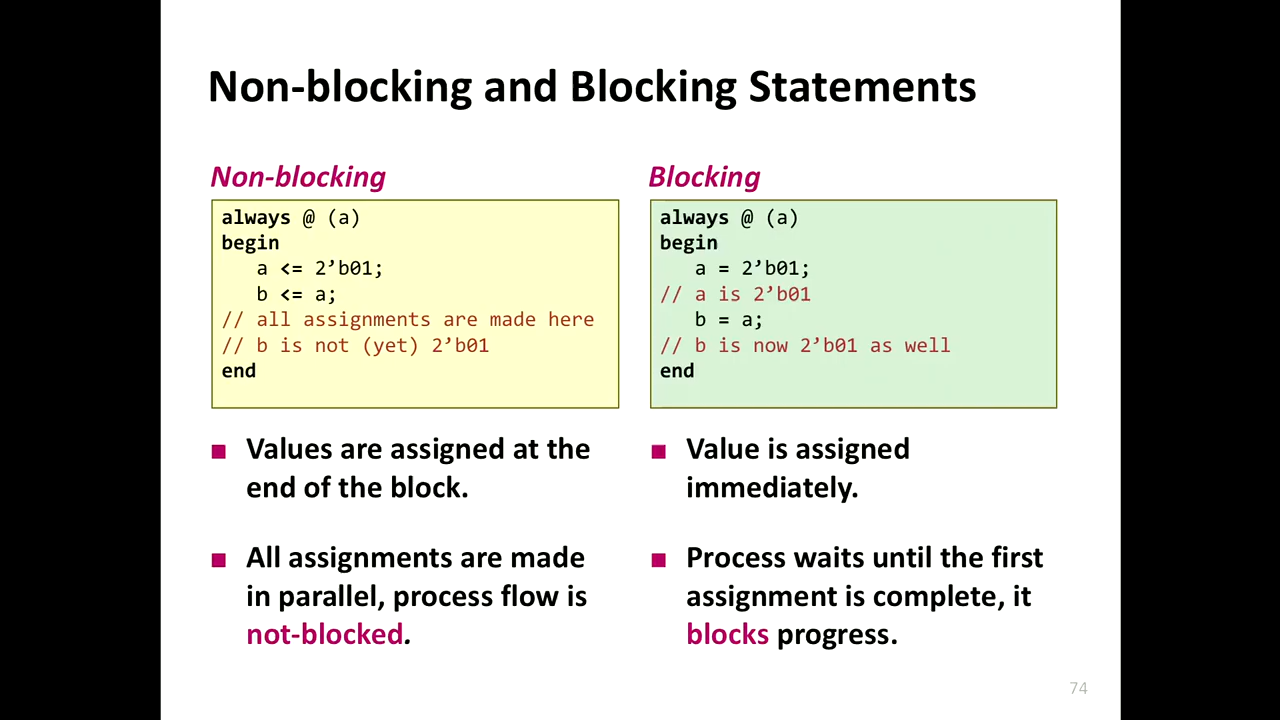 Non-blocking and Blocking Statements
Non-blocking
always @ (a)
begin
   a <= 2’b01;
   b <= a;
// all assignments are made here
// b is not (yet) 2’b01
end
■ Values are assigned at the
end of the block.
■ All assignments are made
in parallel, process flow is
not-blocked.
Blocking
always @ (a)
begin
   a = 2’b01;
// a is 2’b01
   b = a;
// b is now 2’b01 as well
end
■ Value is assigned
immediately.
■ Process waits until the first
assignment is complete, it
blocks progress.
74